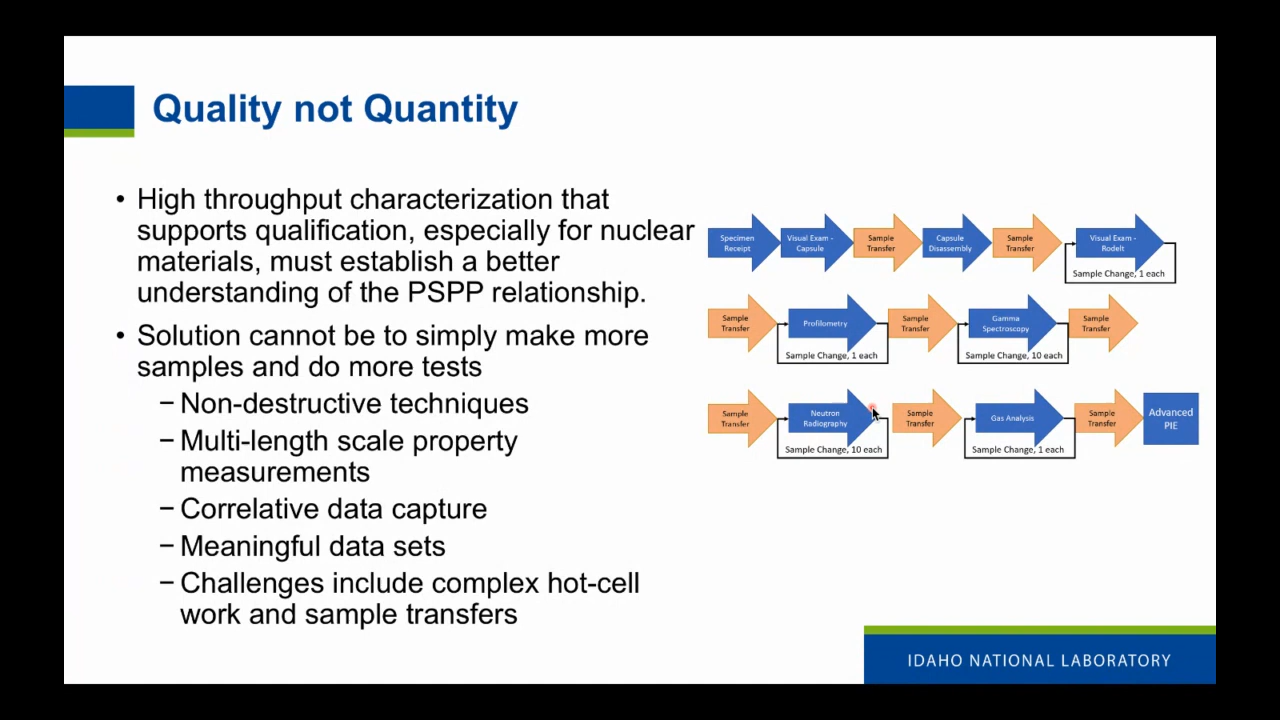 Quality not Quantity
• High throughput characterization that
supports qualification, especially for nuclear
materials, must establish a better
understanding of the PSPP relationship.
• Solution cannot be to simply make more
samples and do more tests
− Non-destructive techniques
− Multi-length scale property
measurements
− Correlative data capture
− Meaningful data sets
− Challenges include complex hot-cell
work and sample transfers
Specimen
Receipt
Visual Exam -
Capsule
Sample
Transfer
Capsule
Disassembly
Sample
Transfer
Visual Exam -
Rodelt
Sample Change, 1 each
Sample
Transfer
Profilometry
Sample Change, 1 each
Sample
Transfer
Gamma
Spectroscopy
Sample Change, 10 each
Sample
Transfer
Sample
Transfer
Neutron
Radiography
Sample Change, 10 each
Sample
Transfer
Gas Analysis
Sample Change, 1 each
Sample
Transfer
Advanced
PIE
IDAHO NATIONAL LABORATORY